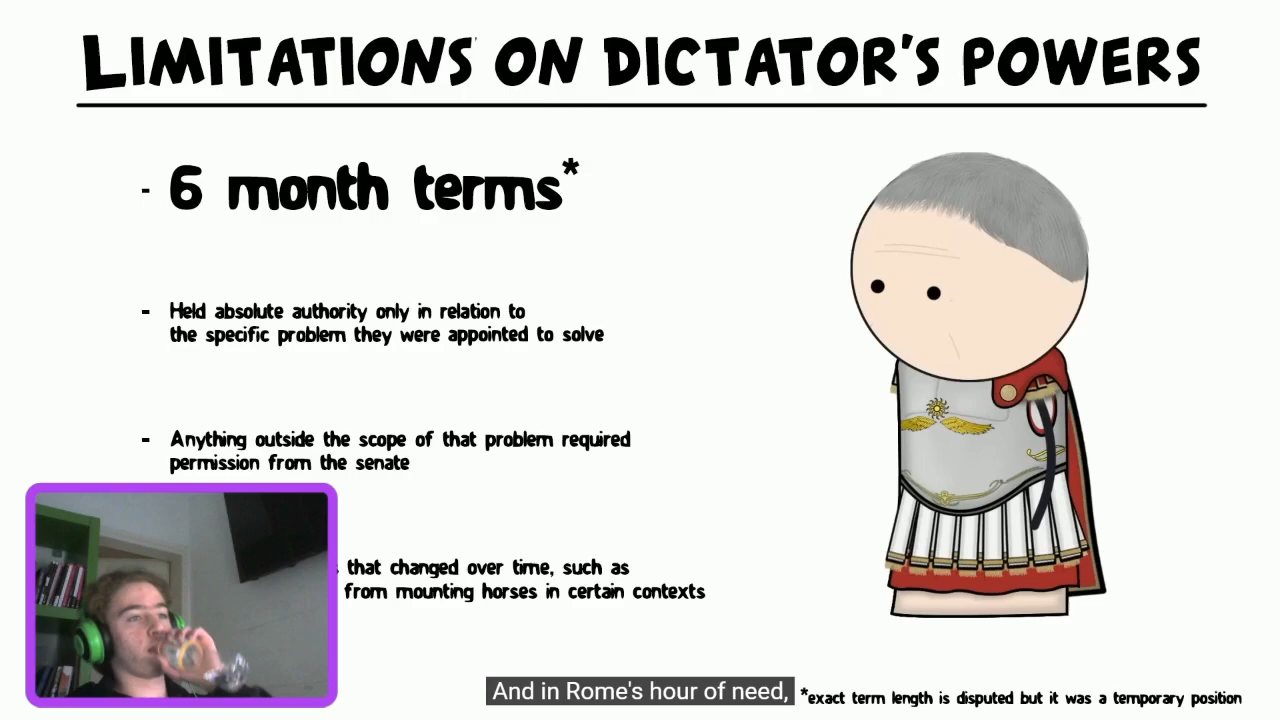 LIMITATIONS ON DICTATOR'S POWERS
- 6 month terms*
- Held absolute authority only in relation to
the specific problem they were appointed to solve
- Anything outside the scope of that problem required
permission from the senate
that changed over time, such as
from mounting horses in certain contexts
And in Rome's hour of need,
*exact term length is disputed but it was a temporary position